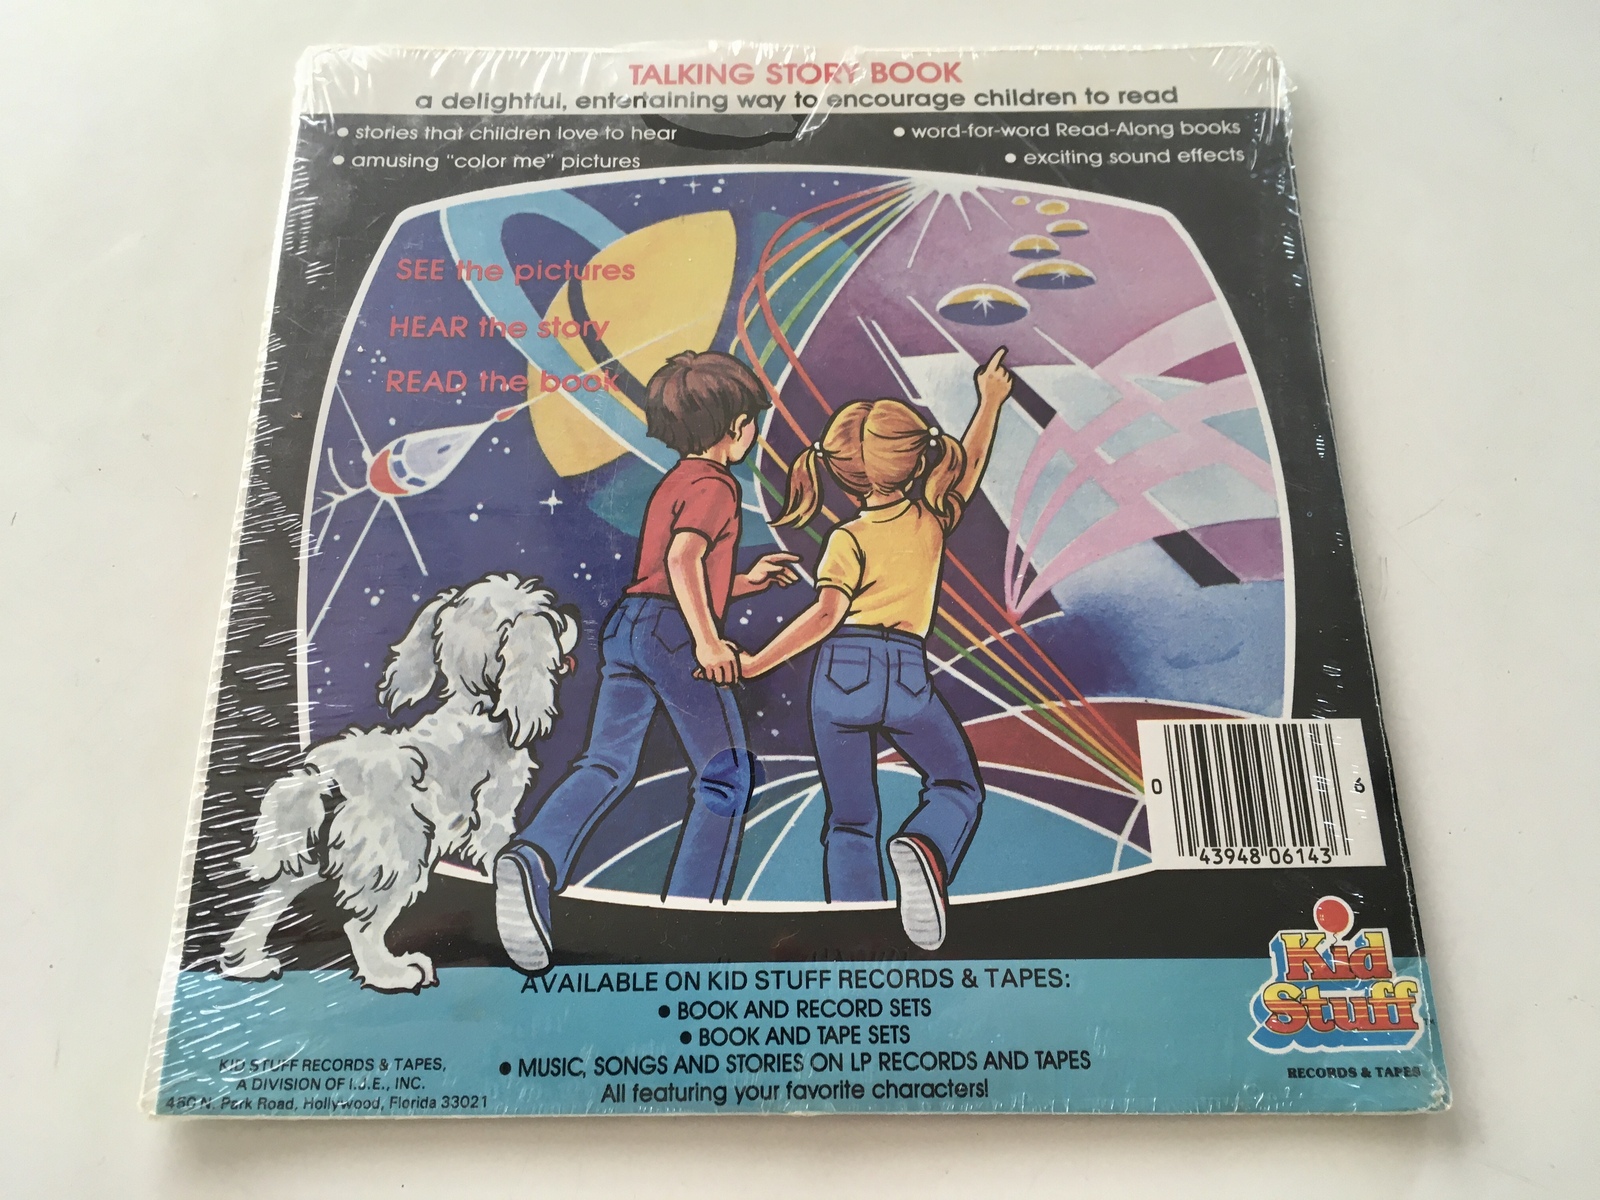 TALKING STORY BOOK
a delightful, entertaining way to encourage children to read
• stories that children love to hear
• amusing "color me" pictures
• word-for-word Read-Along books
• exciting sound effects
SEE the pictures
HEAR the story
READ the book
0 43948 06143 6
Kid
Stuff
RECORDS & TAPES
AVAILABLE ON KID STUFF RECORDS & TAPES:
• BOOK AND RECORD SETS
• BOOK AND TAPE SETS
• MUSIC, SONGS AND STORIES ON LP RECORDS AND TAPES
All featuring your favorite characters!
KID STUFF RECORDS & TAPES,
A DIVISION OF I.J.E., INC.
450 N. Park Road, Hollywood, Florida 33021